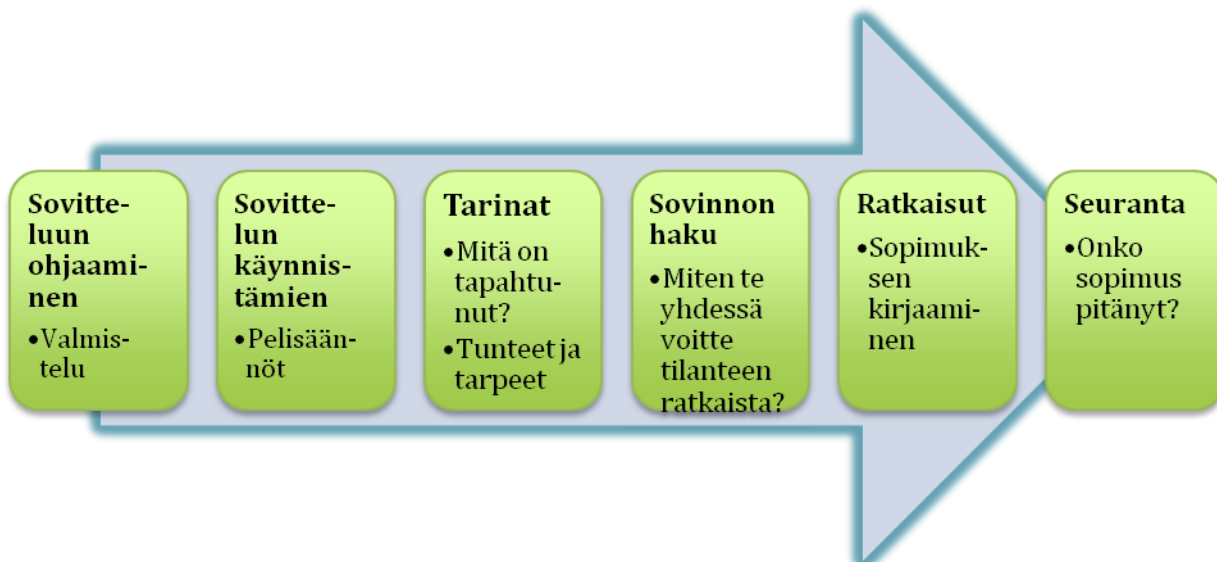 Sovitte-
luun
ohjaami-
nen
•Valmis-
telu
Sovitte-
lun
käynnis-
tämien
•Pelisään-
nöt
Tarinat
•Mitä on
tapahtu-
nut?
•Tunteet ja
tarpeet
Sovinnon
haku
•Miten te
yhdessä
voitte
tilanteen
ratkaista?
Ratkaisut
•Sopimuk-
sen
kirjaami-
nen
Seuranta
•Onko
sopimus
pitänyt?